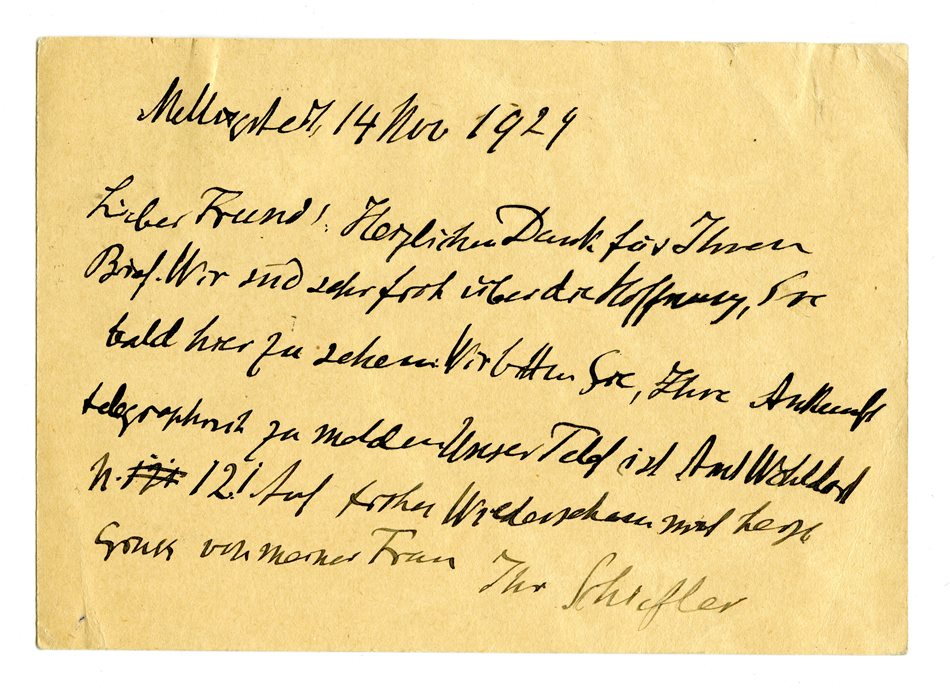 Mellingstedt, 14 Nov 1929
Lieber Freund! Herzlichen Dank für Ihren
Brief. Wir sind sehr froh über die Hoffnung, Sie
bald hier zu sehen. Wir bitten Sie, Ihre Ankunft
telegraphisch zu melden. Unser Telef ist Amt Wohldorf
N. 121. Auf frohes Wiedersehen und herzl.
Gruss von meiner Frau Ihr Schiefler